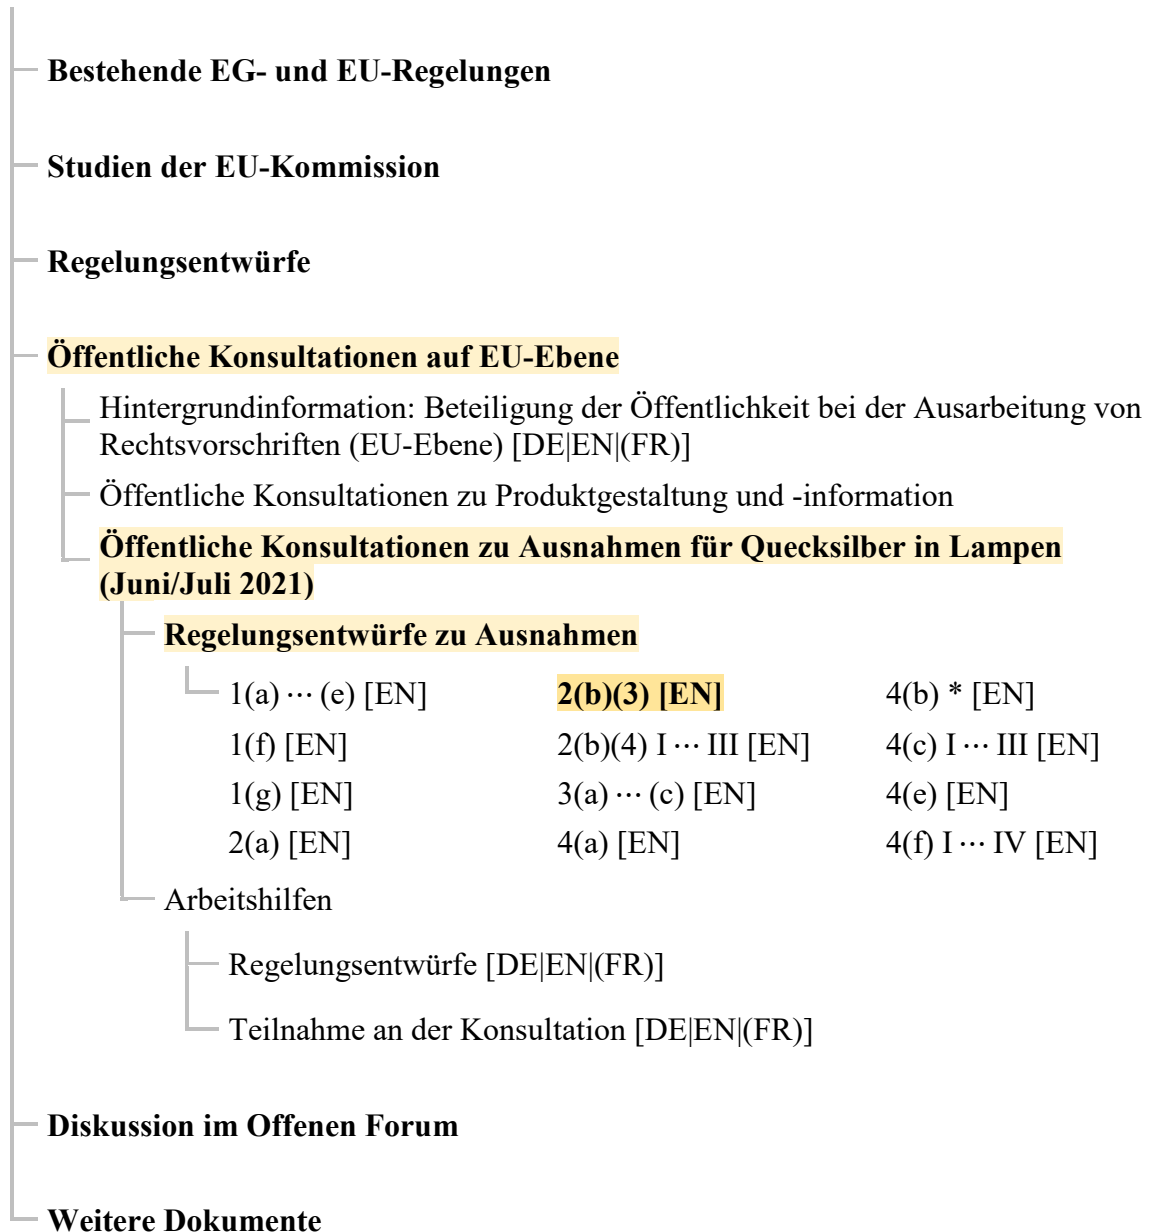 Bestehende EG- und EU-Regelungen
Studien der EU-Kommission
Regelungsentwürfe
Öffentliche Konsultationen auf EU-Ebene
Hintergrundinformation: Beteiligung der Öffentlichkeit bei der Ausarbeitung von
Rechtsvorschriften (EU-Ebene) [DE|EN|(FR)]
Öffentliche Konsultationen zu Produktgestaltung und -information
Öffentliche Konsultationen zu Ausnahmen für Quecksilber in Lampen
(Juni/Juli 2021)
Regelungsentwürfe zu Ausnahmen
1(a) ··· (e) [EN] 2(b)(3) [EN] 4(b) * [EN]
1(f) [EN] 2(b)(4) I ··· III [EN] 4(c) I ··· III [EN]
1(g) [EN] 3(a) ··· (c) [EN] 4(e) [EN]
2(a) [EN] 4(a) [EN] 4(f) I ··· IV [EN]
Arbeitshilfen
Regelungsentwürfe [DE|EN|(FR)]
Teilnahme an der Konsultation [DE|EN|(FR)]
Diskussion im Offenen Forum
Weitere Dokumente